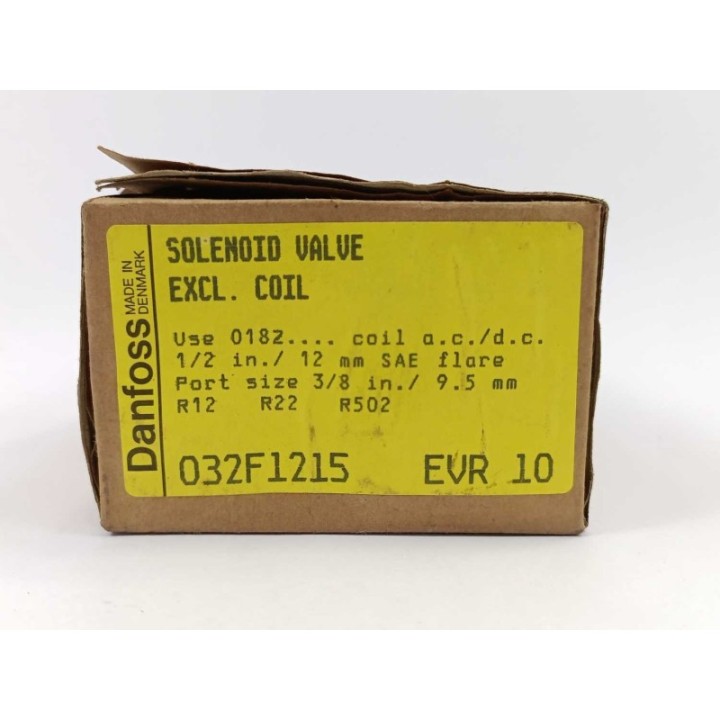 Danfoss
MADE IN
DENMARK
SOLENOID VALVE
EXCL. COIL
Use 018Z.... coil a.c./d.c.
1/2 in./ 12 mm SAE flare
Port size 3/8 in./ 9.5 mm
R12 R22 R502
032F1215 EVR 10